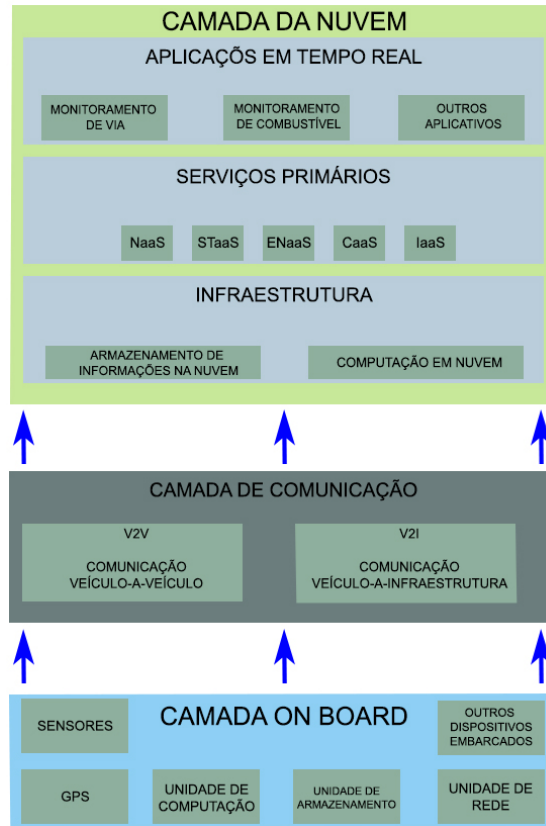 CAMADA DA NUVEM
APLICAÇÕS EM TEMPO REAL
MONITORAMENTO
DE VIA
MONITORAMENTO
DE COMBUSTÍVEL
OUTROS
APLICATIVOS
SERVIÇOS PRIMÁRIOS
NaaS
STaaS
ENaaS
CaaS
IaaS
INFRAESTRUTURA
ARMAZENAMENTO DE
INFORMAÇÕES NA NUVEM
COMPUTAÇÃO EM NUVEM
CAMADA DE COMUNICAÇÃO
V2V
COMUNICAÇÃO
VEÍCULO-A-VEÍCULO
V2I
COMUNICAÇÃO
VEÍCULO-A-INFRAESTRUTURA
CAMADA ON BOARD
SENSORES
OUTROS
DISPOSITIVOS
EMBARCADOS
GPS
UNIDADE DE
COMPUTAÇÃO
UNIDADE DE
ARMAZENAMENTO
UNIDADE DE
REDE